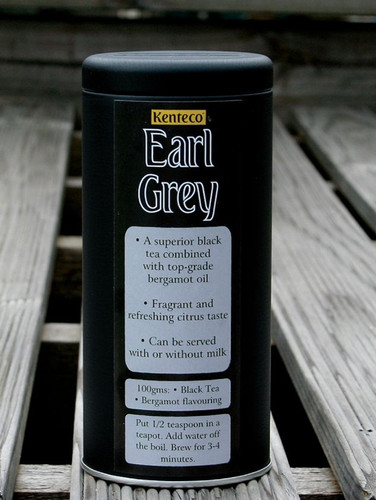 Kenteco
Earl
Grey
• A superior black
tea combined
with top-grade
bergamot oil
• Fragrant and
refreshing citrus taste
• Can be served
with or without milk
100gms: • Black Tea
• Bergamot flavouring
Put 1/2 teaspoon in a
teapot. Add water off
the boil. Brew for 3-4
minutes.